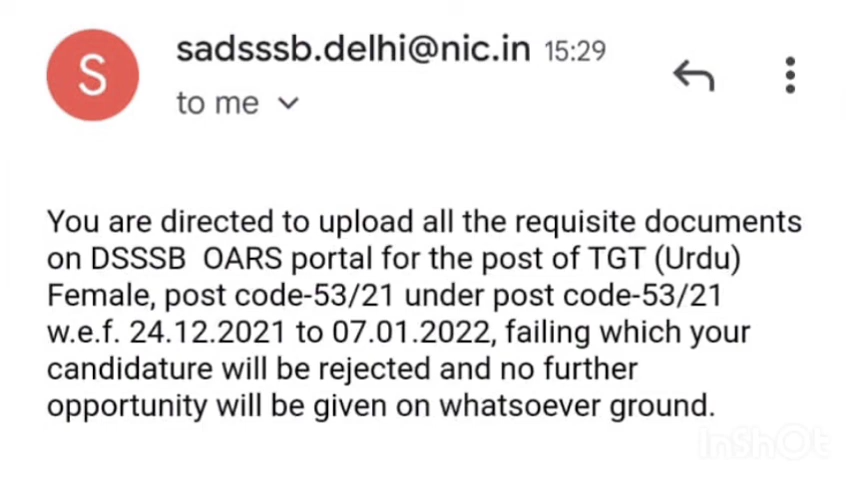 S
sadsssb.delhi@nic.in 15:29
to me
You are directed to upload all the requisite documents
on DSSSB OARS portal for the post of TGT (Urdu)
Female, post code-53/21 under post code-53/21
w.e.f. 24.12.2021 to 07.01.2022, failing which your
candidature will be rejected and no further
opportunity will be given on whatsoever ground.
InShOt